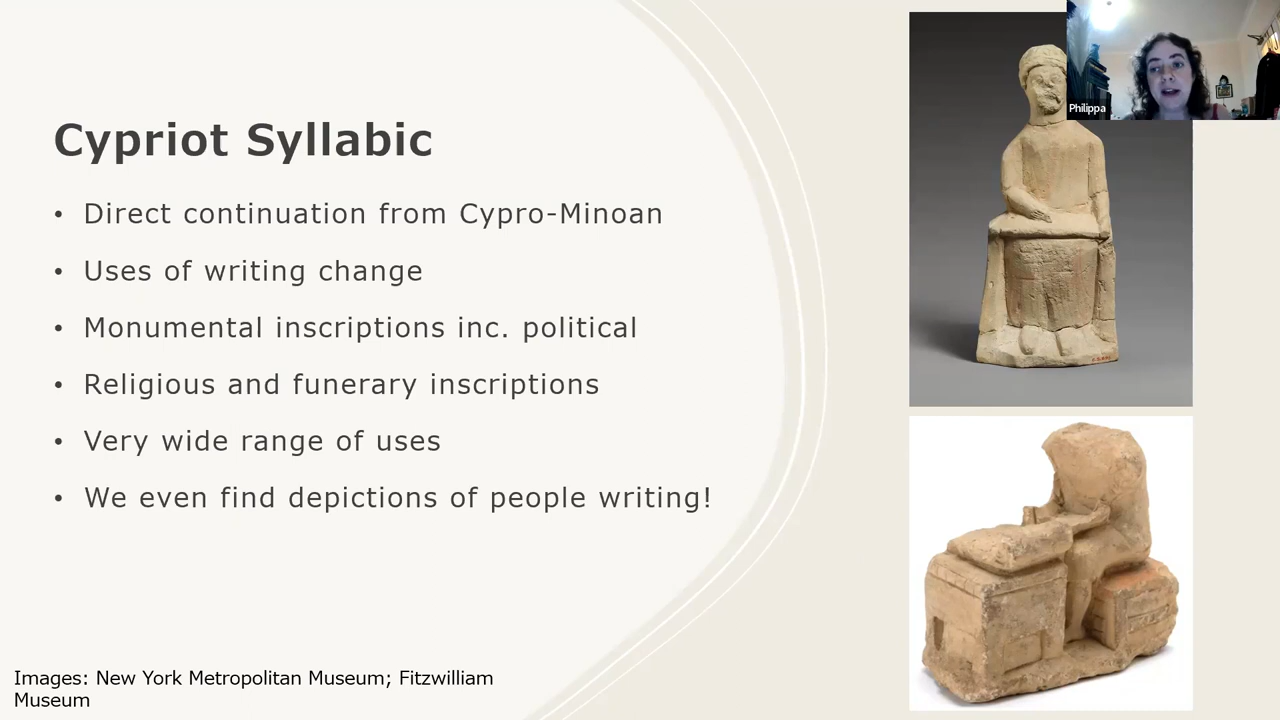 Philippa
Cypriot Syllabic
• Direct continuation from Cypro-Minoan
• Uses of writing change
• Monumental inscriptions inc. political
• Religious and funerary inscriptions
• Very wide range of uses
• We even find depictions of people writing!
Images: New York Metropolitan Museum; Fitzwilliam
Museum